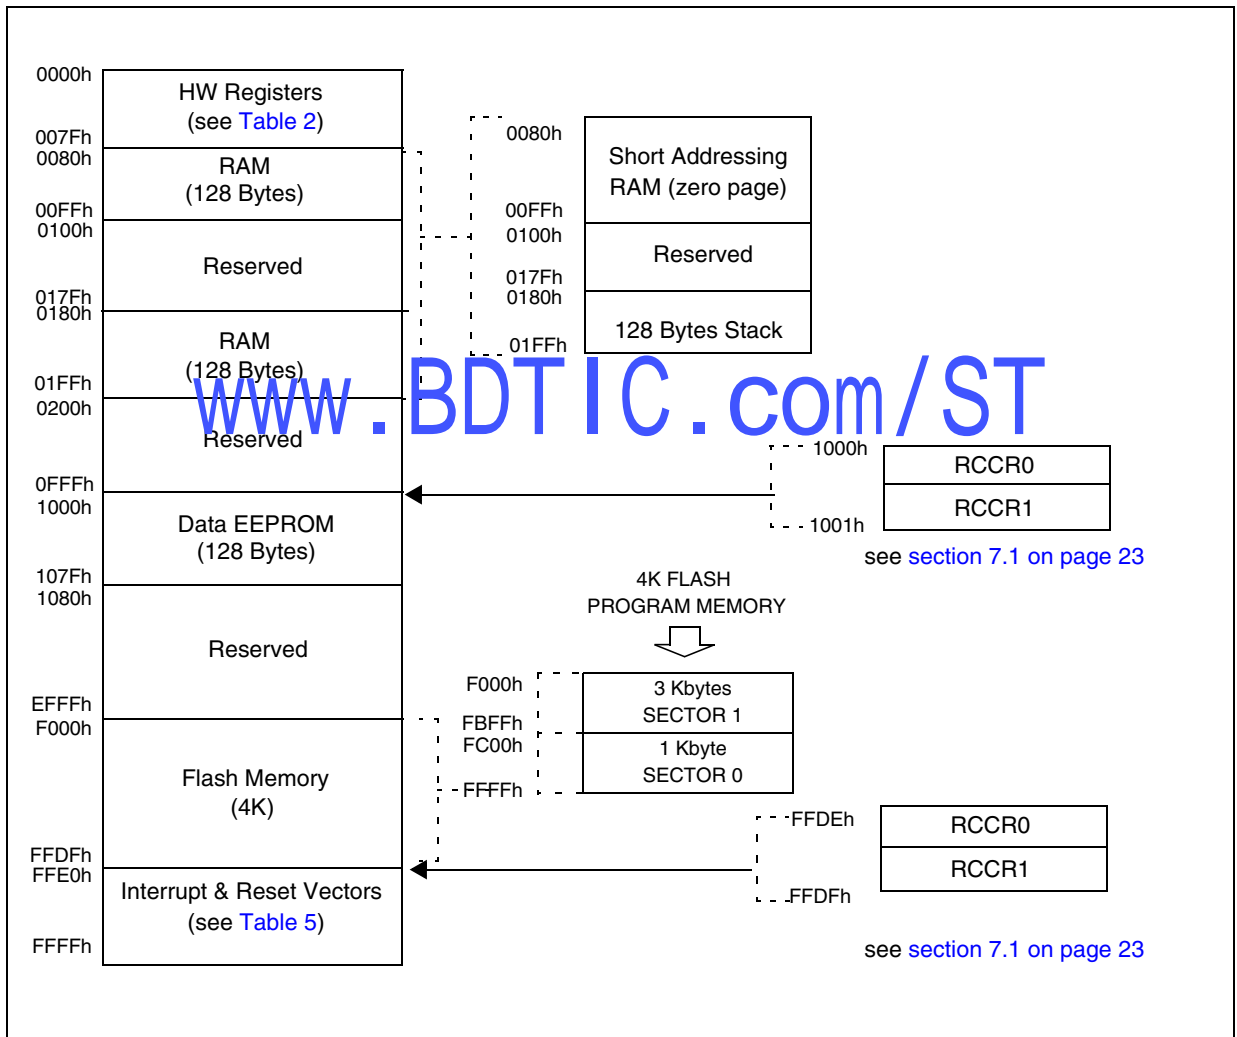 0000h
HW Registers
(see Table 2)
007Fh
0080h
RAM
(128 Bytes)
00FFh
0100h
Reserved
017Fh
0180h
RAM
(128 Bytes)
01FFh
0200h
Reserved
0FFFh
1000h
Data EEPROM
(128 Bytes)
107Fh
1080h
Reserved
EFFFh
F000h
Flash Memory
(4K)
FFDFh
FFE0h
Interrupt & Reset Vectors
(see Table 5)
FFFFh
0080h
Short Addressing
RAM (zero page)
00FFh
0100h
Reserved
017Fh
0180h
128 Bytes Stack
01FFh
www.BDTIC.com/ST
1000h
RCCR0
RCCR1
1001h
see section 7.1 on page 23
4K FLASH
PROGRAM MEMORY
F000h
3 Kbytes
SECTOR 1
FBFFh
FC00h
1 Kbyte
SECTOR 0
FFFFh
FFDEh
RCCR0
RCCR1
FFDFh
see section 7.1 on page 23